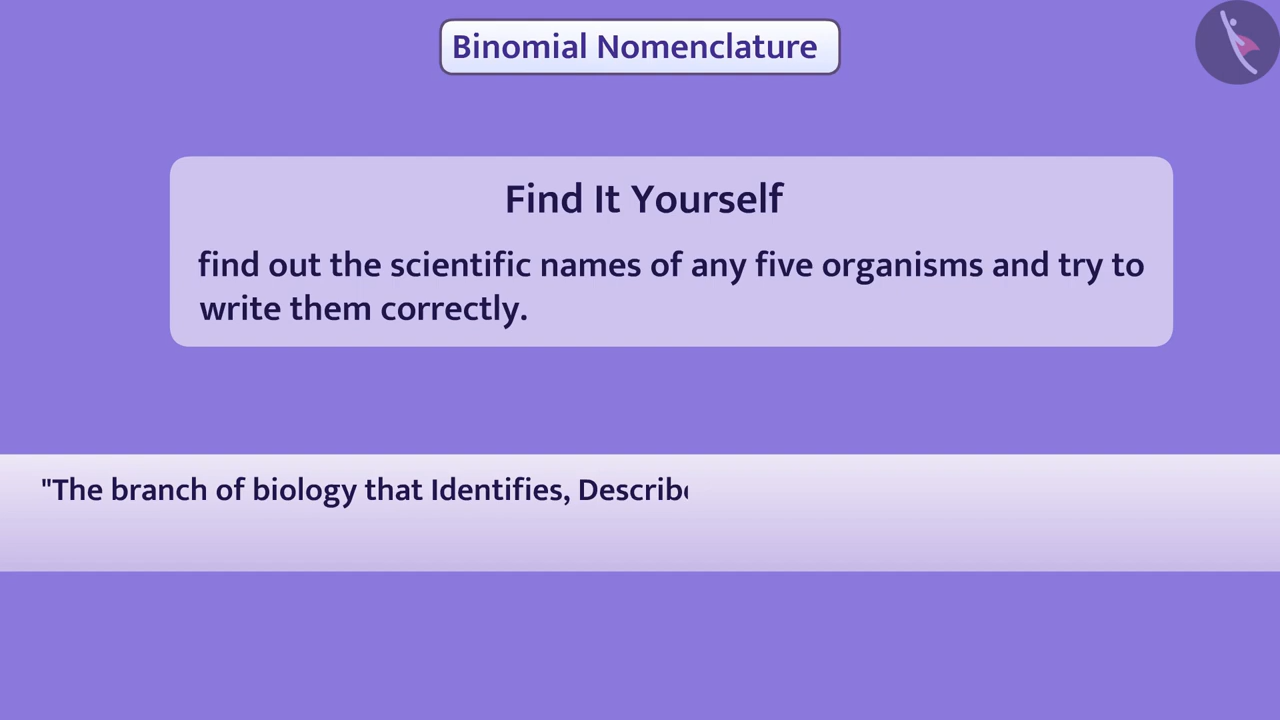 Binomial Nomenclature
Find It Yourself
find out the scientific names of any five organisms and try to
write them correctly.
"The branch of biology that Identifies, Describ